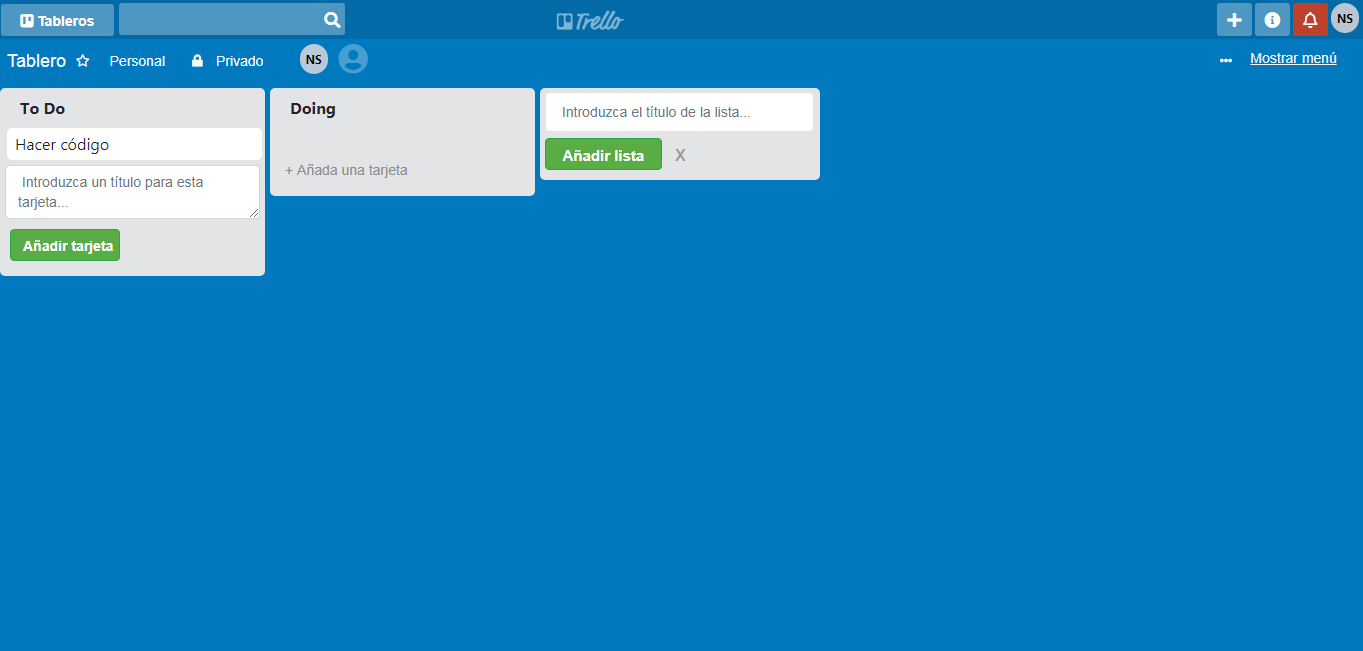 Tableros
Trello
NS
Tablero Personal Privado NS
... Mostrar menú
To Do
Hacer código
Introduzca un título para esta
tarjeta...
Añadir tarjeta
Doing
+ Añada una tarjeta
Introduzca el título de la lista...
Añadir lista X